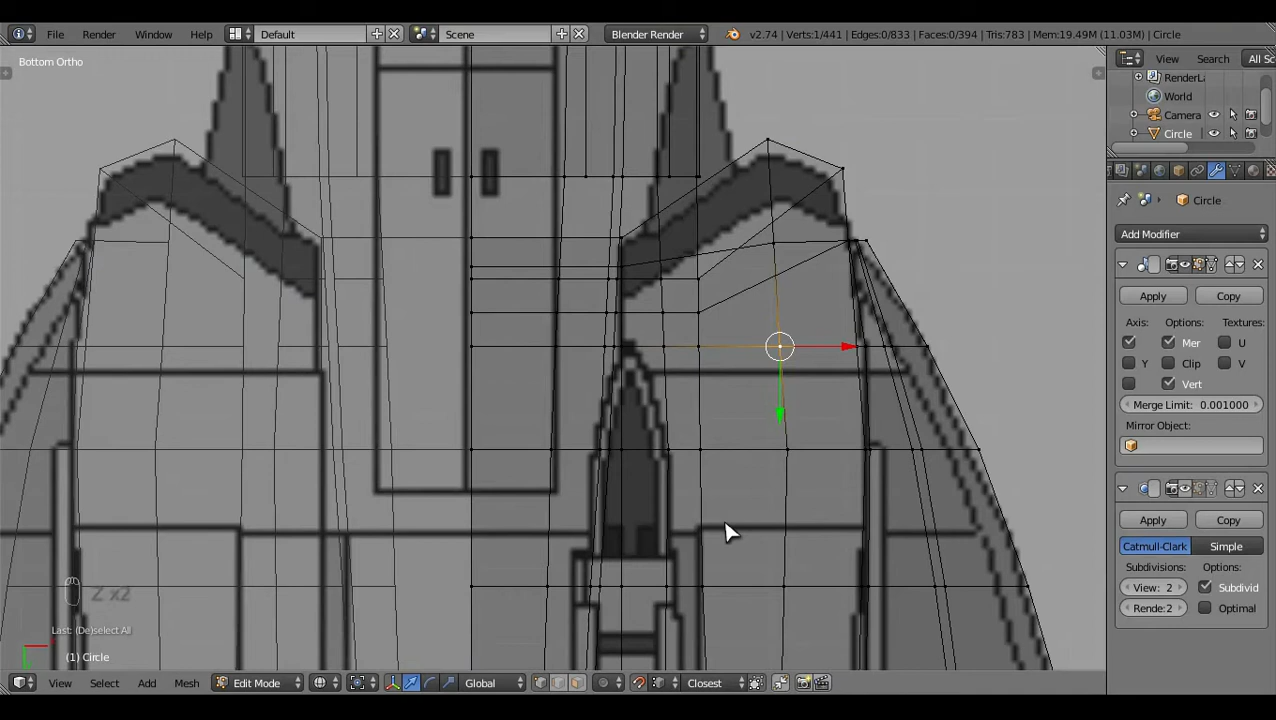 File Render Window Help Default Scene Blender Render v2.74 | Verts:1/441 | Edges:0/833 | Faces:0/394 | Tris:783 | Mem:19.49M (11.03M) | Circle
Bottom Ortho
View Search All Sc
RenderLa
World
Camera
Circle
Circle
Add Modifier
Apply Copy
Axis: Options: Textures:
Mer U
Y Clip V
Vert
Merge Limit: 0.001000
Mirror Object:
Apply Copy
Catmull-Clark Simple
Subdivisions: Options:
View: 2 Subdivid
Rende:2 Optimal
Z x2
Last: (De)select All
(1) Circle
View Select Add Mesh Edit Mode Global Closest